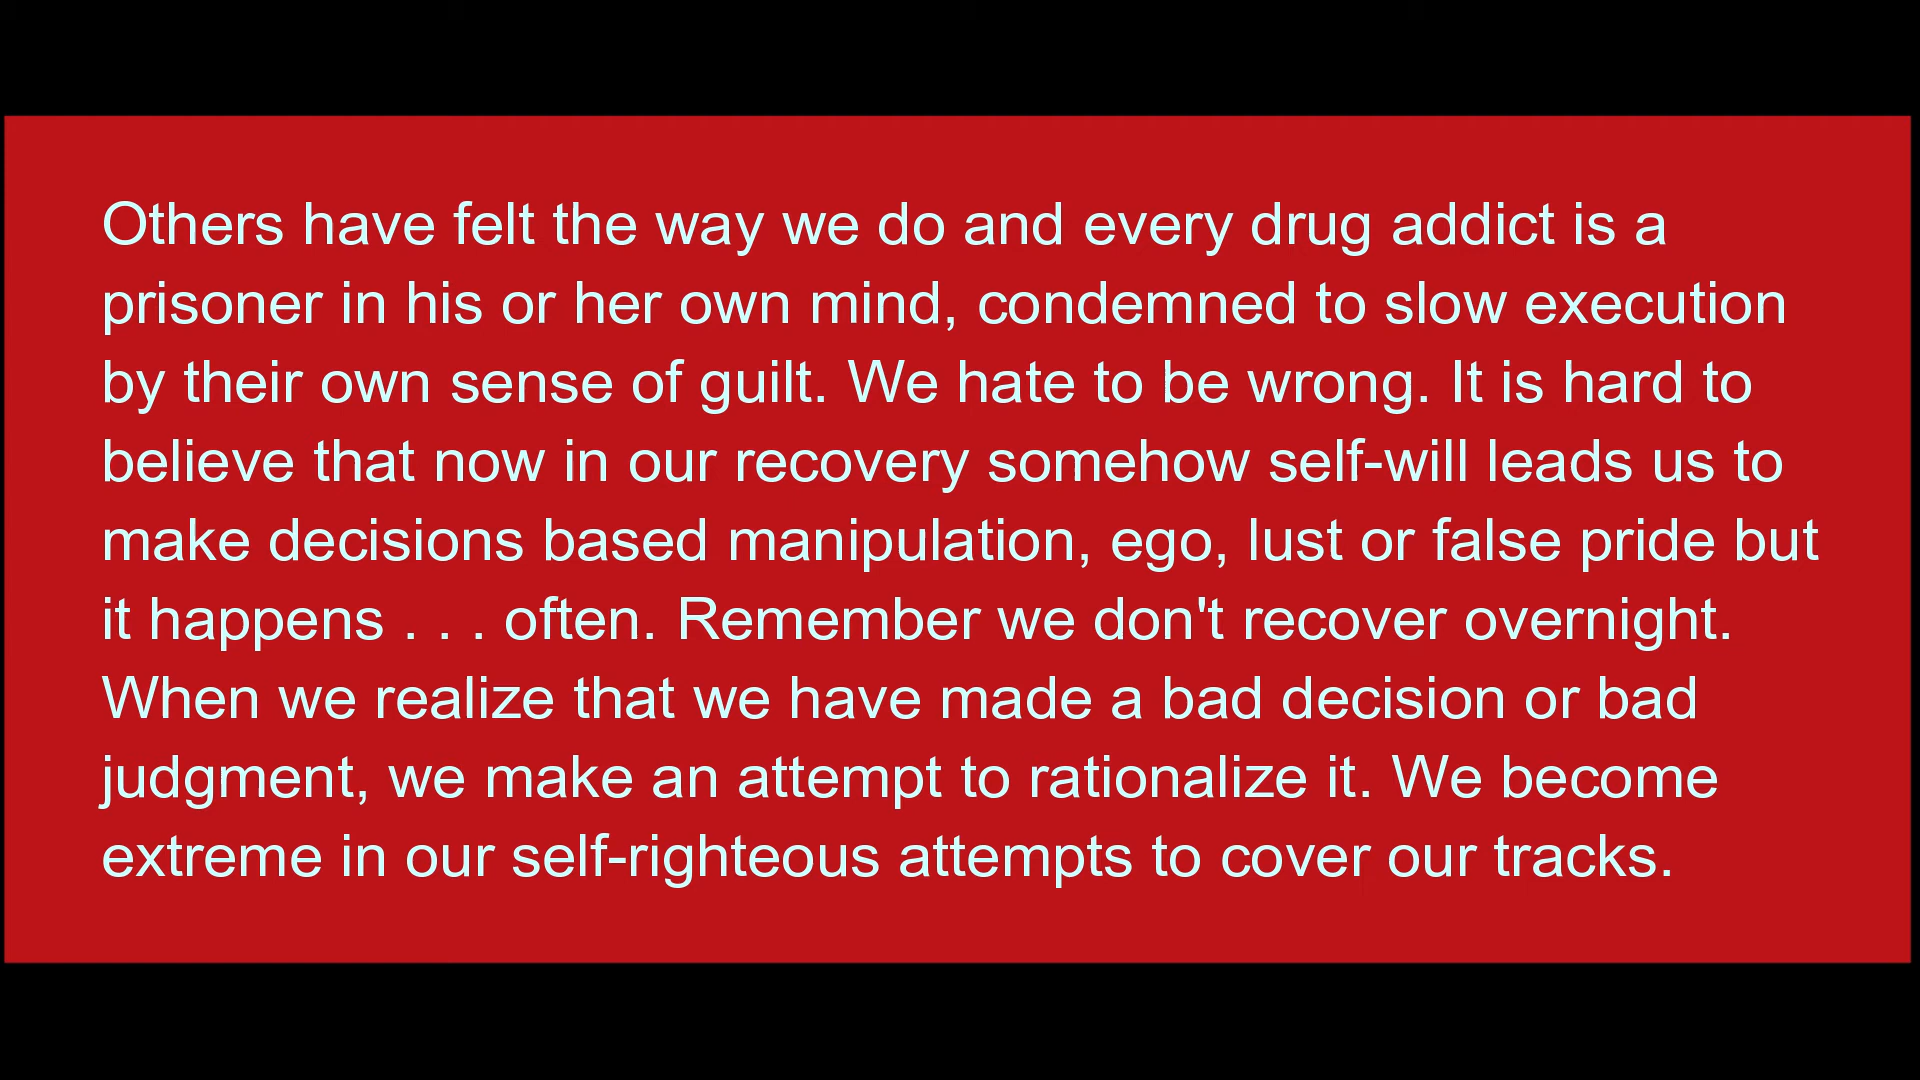 Others have felt the way we do and every drug addict is a
prisoner in his or her own mind, condemned to slow execution
by their own sense of guilt. We hate to be wrong. It is hard to
believe that now in our recovery somehow self-will leads us to
make decisions based manipulation, ego, lust or false pride but
it happens . . . often. Remember we don't recover overnight.
When we realize that we have made a bad decision or bad
judgment, we make an attempt to rationalize it. We become
extreme in our self-righteous attempts to cover our tracks.